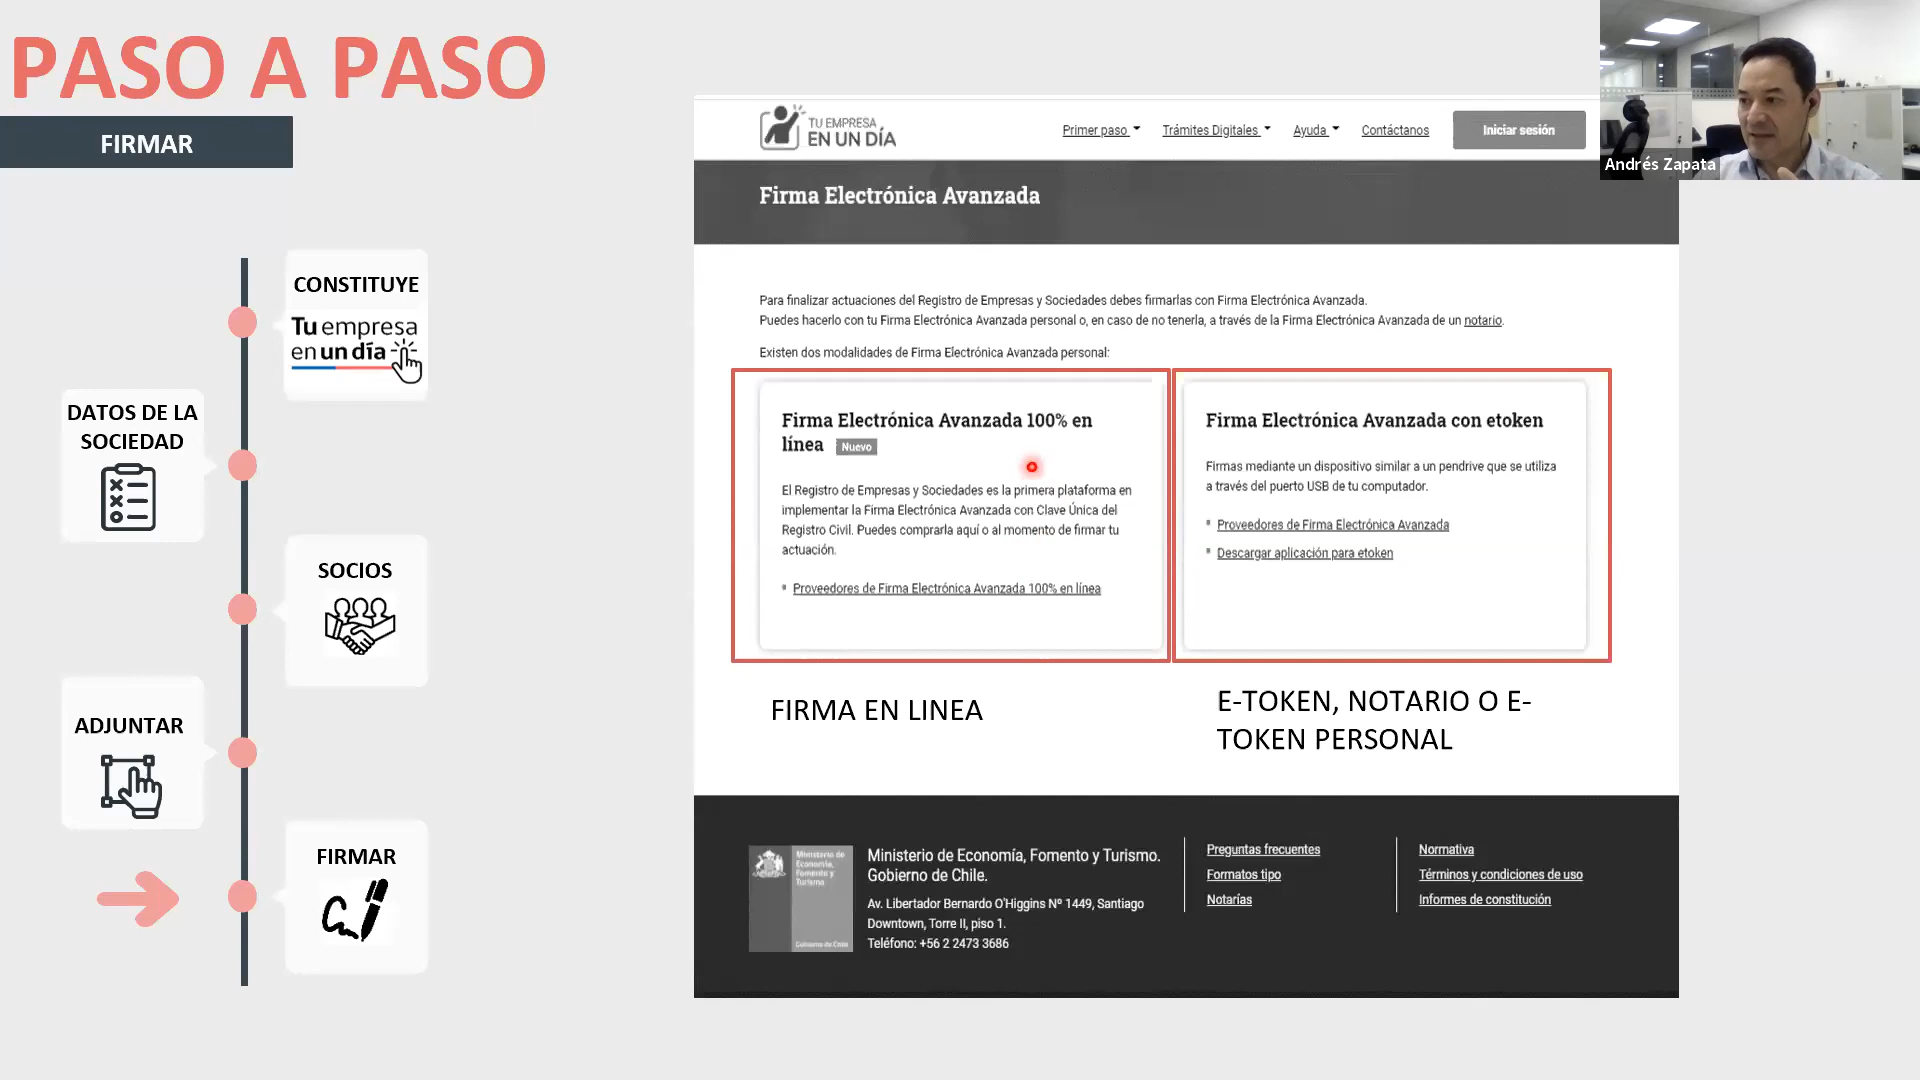 PASO A PASO
FIRMAR
CONSTITUYE
Tu empresa
en un día
DATOS DE LA
SOCIEDAD
SOCIOS
ADJUNTAR
FIRMAR
TU EMPRESA
EN UN DÍA
Primer paso
Trámites Digitales
Ayuda
Contáctanos
Iniciar sesión
Andrés Zapata
Firma Electrónica Avanzada
Para finalizar actuaciones del Registro de Empresas y Sociedades debes firmarlas con Firma Electrónica Avanzada.
Puedes hacerlo con tu Firma Electrónica Avanzada personal o, en caso de no tenerla, a través de la Firma Electrónica Avanzada de un notario.
Existen dos modalidades de Firma Electrónica Avanzada personal:
Firma Electrónica Avanzada 100% en
línea Nuevo
El Registro de Empresas y Sociedades es la primera plataforma en
implementar la Firma Electrónica Avanzada con Clave Única del
Registro Civil. Puedes comprarla aquí o al momento de firmar tu
actuación.
Proveedores de Firma Electrónica Avanzada 100% en línea
Firma Electrónica Avanzada con etoken
Firmas mediante un dispositivo similar a un pendrive que se utiliza
a través del puerto USB de tu computador.
Proveedores de Firma Electrónica Avanzada
Descargar aplicación para etoken
FIRMA EN LINEA
E-TOKEN, NOTARIO O E-
TOKEN PERSONAL
Ministerio de
Economía,
Fomento y
Turismo
Gobierno de Chile
Ministerio de Economía, Fomento y Turismo.
Gobierno de Chile.
Av. Libertador Bernardo O'Higgins Nº 1449, Santiago
Downtown, Torre II, piso 1.
Teléfono: +56 2 2473 3686
Preguntas frecuentes
Formatos tipo
Notarías
Normativa
Términos y condiciones de uso
Informes de constitución